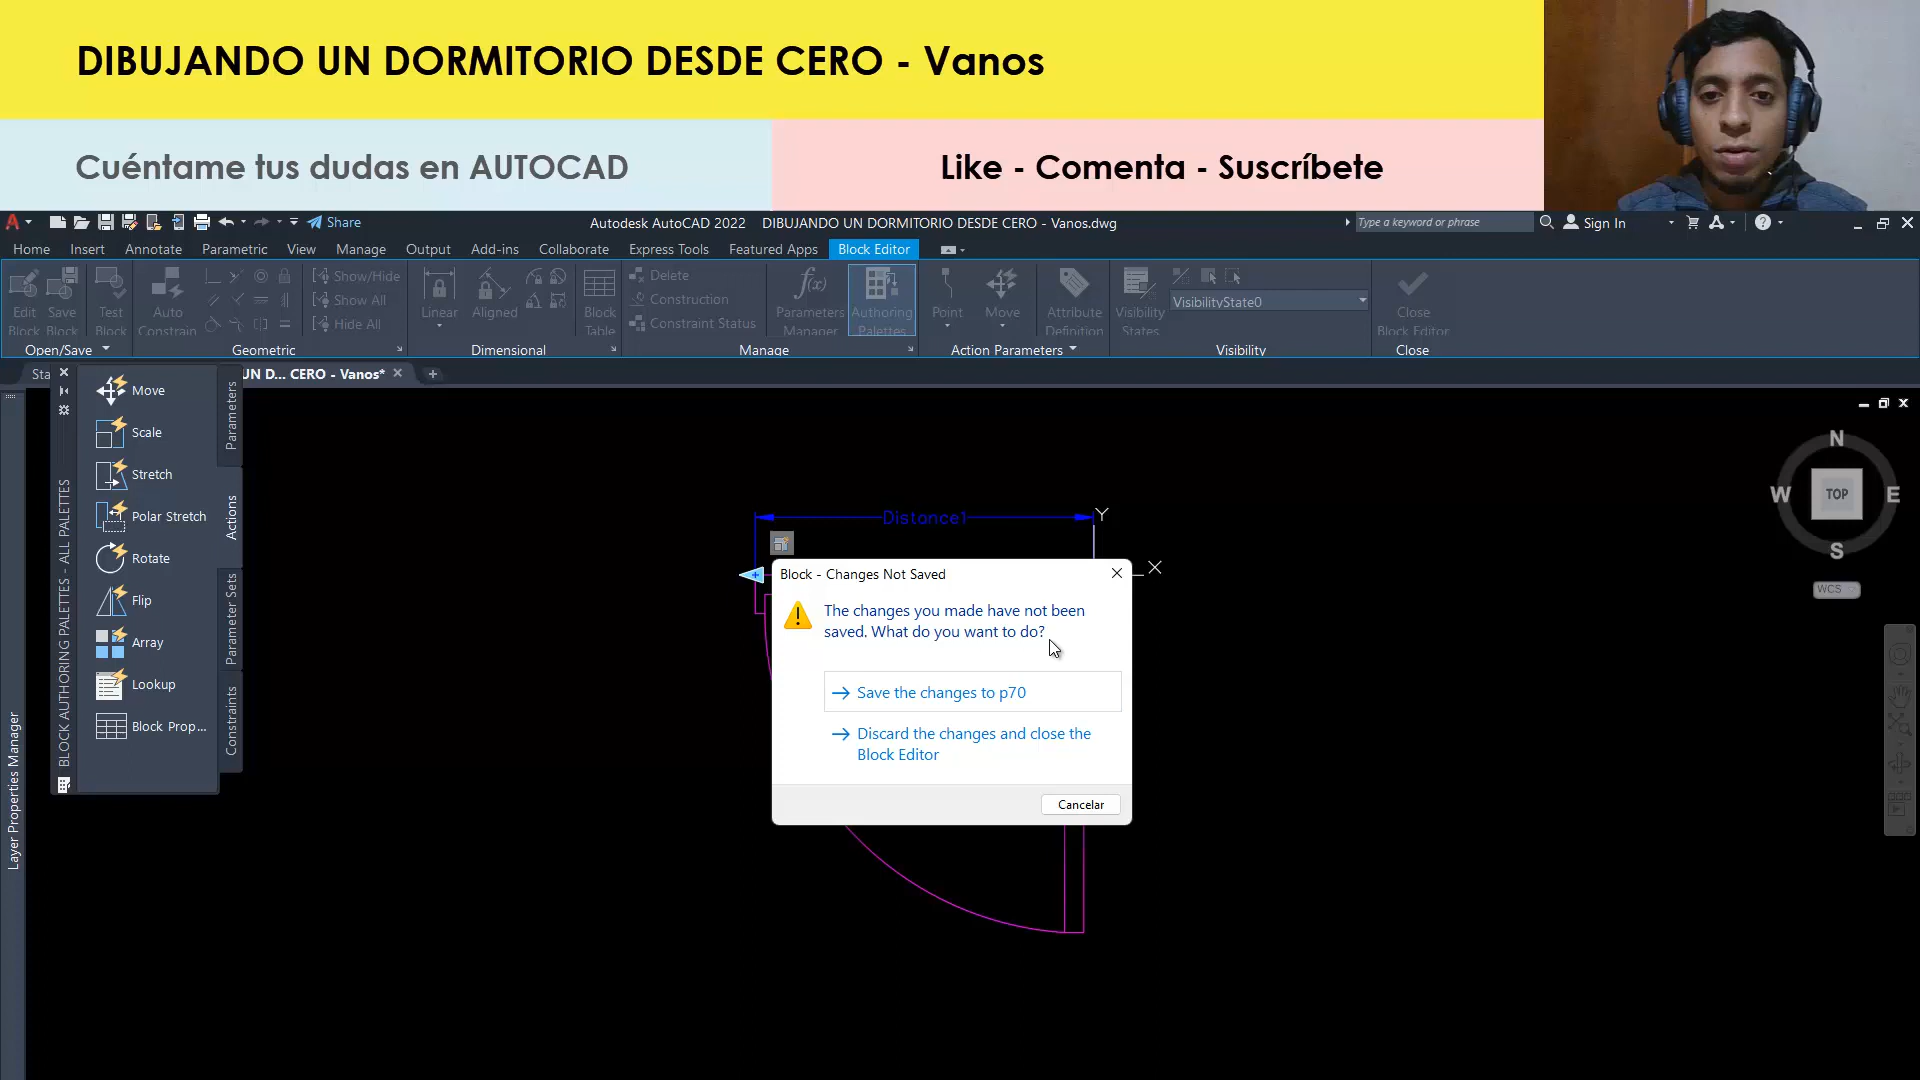 DIBUJANDO UN DORMITORIO DESDE CERO - Vanos
Cuéntame tus dudas en AUTOCAD
Like - Comenta - Suscríbete
Share
Autodesk AutoCAD 2022 DIBUJANDO UN DORMITORIO DESDE CERO - Vanos.dwg
Type a keyword or phrase
Sign In
Home Insert Annotate Parametric View Manage Output Add-ins Collaborate Express Tools Featured Apps Block Editor
Edit Block
Save Block
Test Block
Open/Save
Auto Constrain
Show/Hide
Show All
Hide All
Geometric
Linear
Aligned
Dimensional
Block Table
Delete
Construction
Constraint Status
Parameters Manager
Authoring Palettes
Manage
Point
Move
Action Parameters
Attribute Definition
Visibility States
VisibilityState0
Visibility
Close Block Editor
Close
Sta
UN D... CERO - Vanos*
Move
Scale
Stretch
Polar Stretch
Rotate
Flip
Array
Lookup
Block Prop...
Parameters
Actions
Parameter Sets
Constraints
BLOCK AUTHORING PALETTES - ALL PALETTES
Layer Properties Manager
Distance1
Y
X
Block - Changes Not Saved
The changes you made have not been
saved. What do you want to do?
Save the changes to p70
Discard the changes and close the
Block Editor
Cancelar
N
W
TOP
E
S
WCS